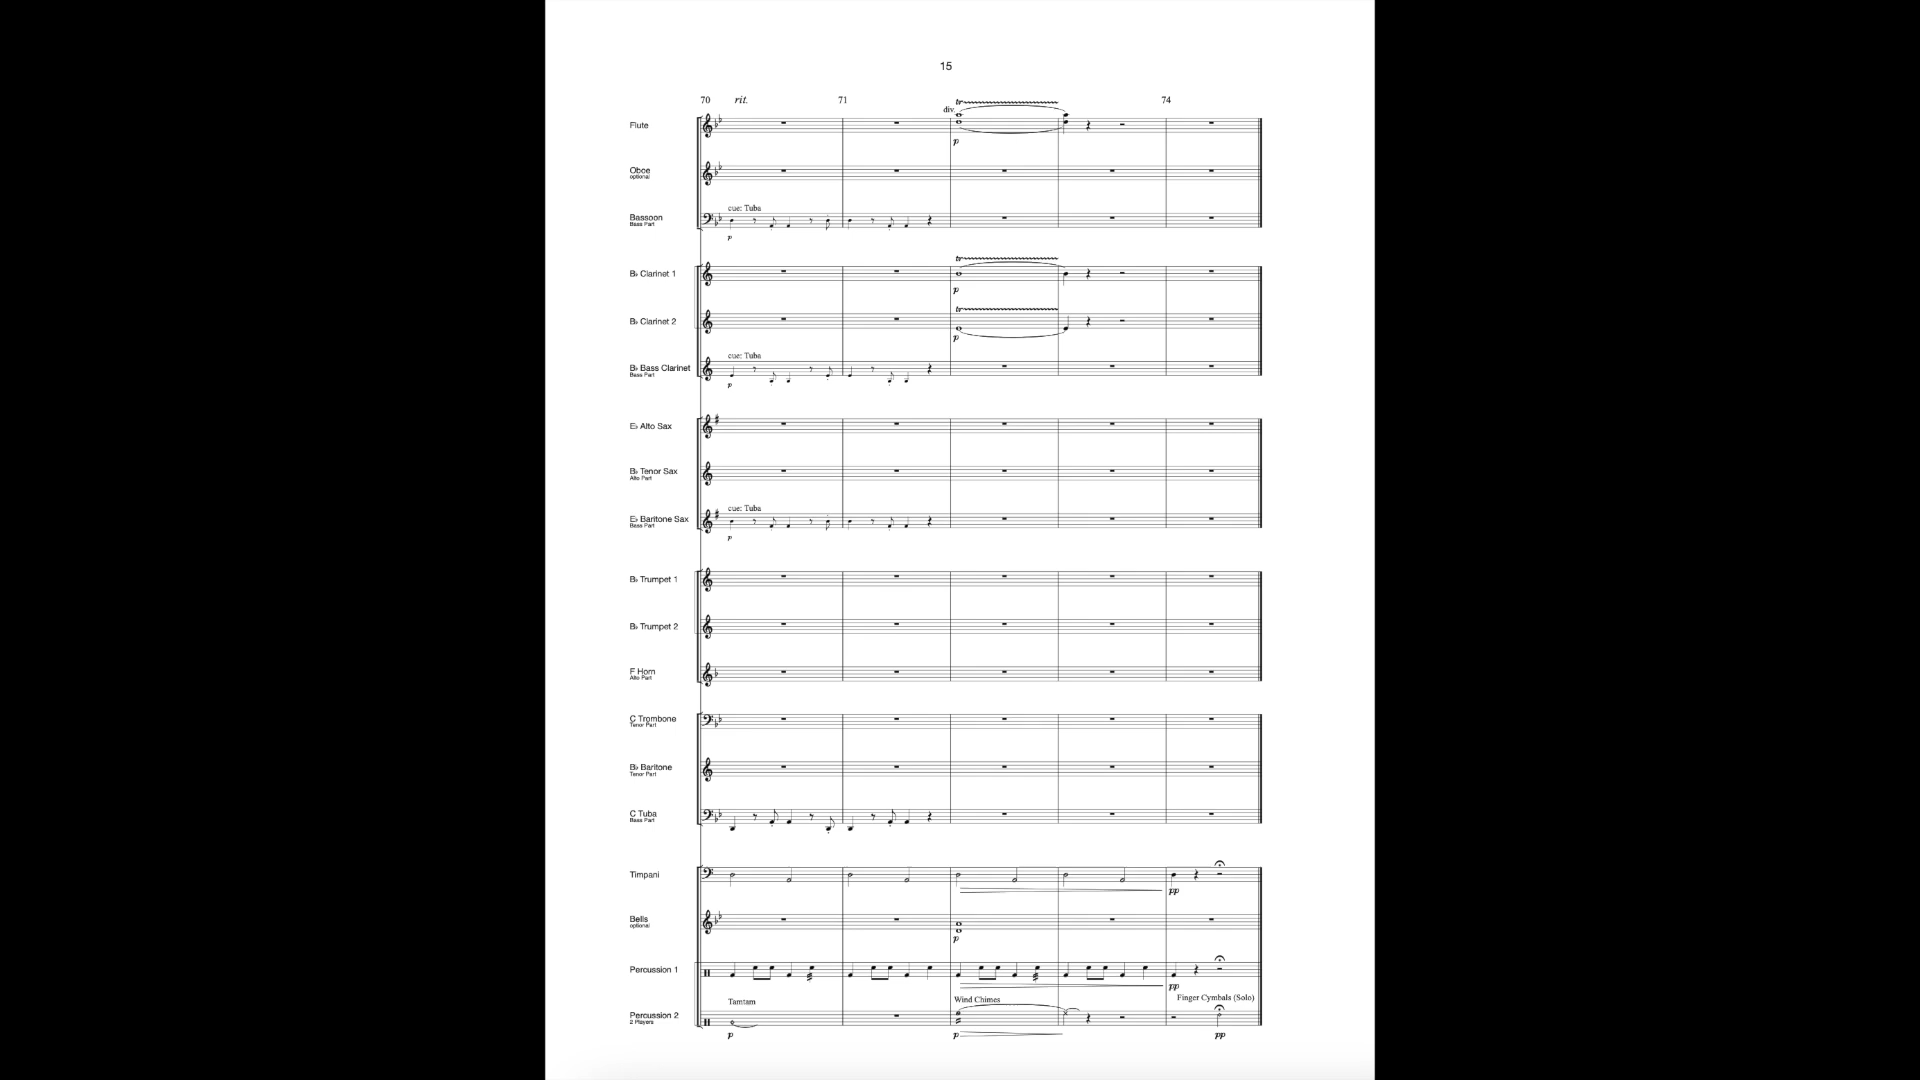 15
70 rit. 71 74
tr
div.
Flute
p
Oboe
optional
cue: Tuba
Bassoon
Bass Part
p
tr
B♭ Clarinet 1
p
tr
B♭ Clarinet 2
p
cue: Tuba
B♭ Bass Clarinet
Bass Part
p
E♭ Alto Sax
B♭ Tenor Sax
Alto Part
cue: Tuba
E♭ Baritone Sax
Bass Part
p
B♭ Trumpet 1
B♭ Trumpet 2
F Horn
Alto Part
C Trombone
Tenor Part
B♭ Baritone
Tenor Part
C Tuba
Bass Part
Timpani
pp
Bells
optional
p
Percussion 1
pp
Tamtam Wind Chimes Finger Cymbals (Solo)
Percussion 2
2 Players
p p pp